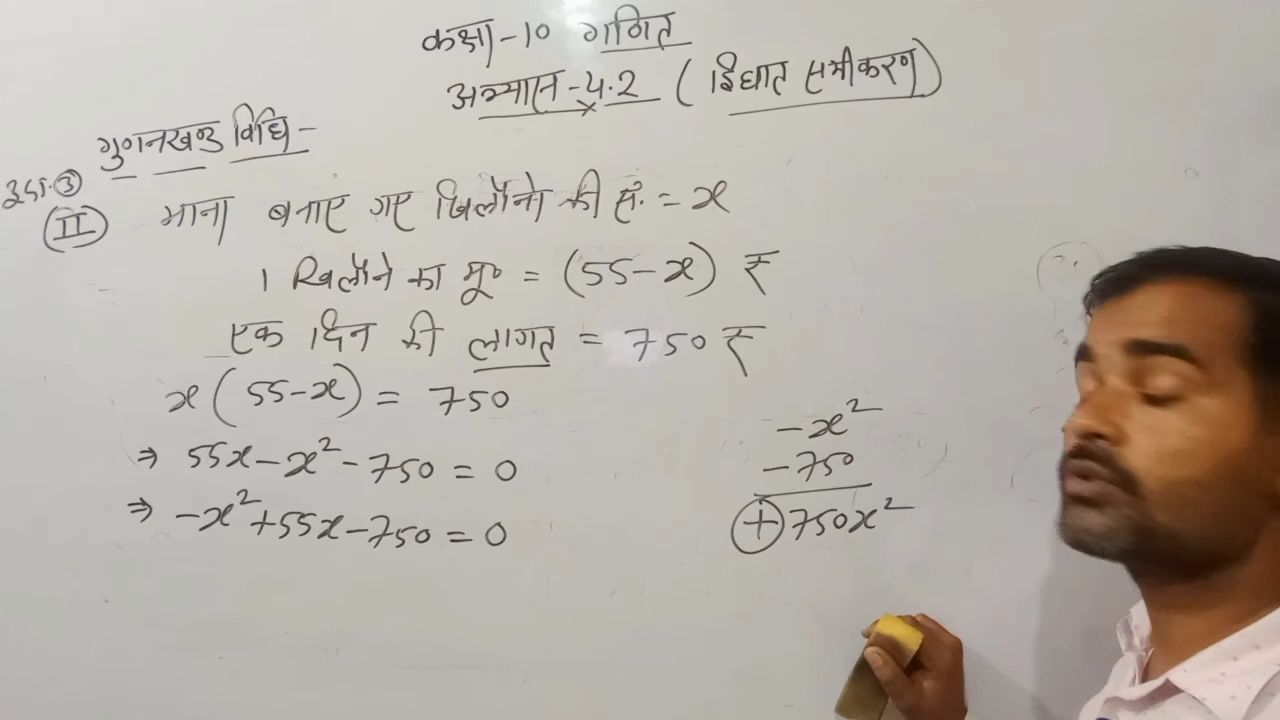 कक्षा-10 गणित
अभ्यास-4.2 (द्विघात समीकरण)
गुणनखण्ड विधि-
प्रश्न.③
(II) माना बनाए गए खिलौनो की सं. = x
1 खिलौने का मू० = (55-x) ₹
एक दिन की लागत = 750 ₹
x(55-x) = 750
⇒ 55x-x²-750 = 0
⇒ -x²+55x-750 = 0
-x²
-750
+750x²